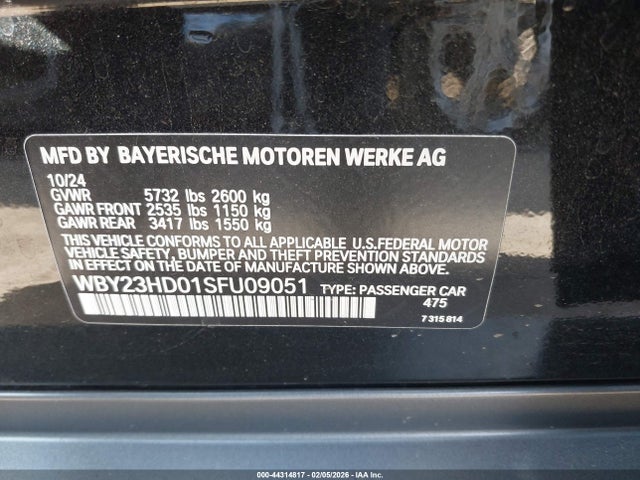 MFD BY BAYERISCHE MOTOREN WERKE AG
10/24
GVWR 5732 lbs 2600 kg
GAWR FRONT 2535 lbs 1150 kg
GAWR REAR 3417 lbs 1550 kg
THIS VEHICLE CONFORMS TO ALL APPLICABLE U.S.FEDERAL MOTOR
VEHICLE SAFETY, BUMPER AND THEFT PREVENTION STANDARDS
IN EFFECT ON THE DATE OF MANUFACTURE SHOWN ABOVE.
WBY23HD01SFU09051 TYPE: PASSENGER CAR
475
7 315 814
000-44314817 - 02/05/2026 - IAA Inc.